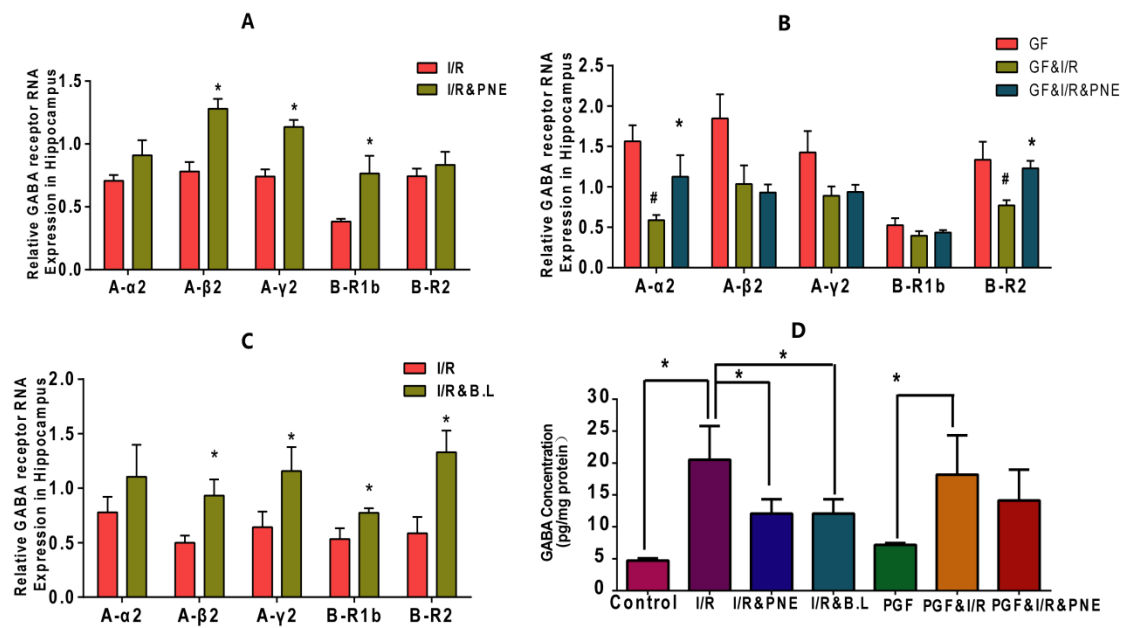 A
Relative GABA receptor RNA
Expression in Hippocampus
I/R
I/R&PNE
1.5
1.0
0.5
0.0
*
*
*
A-α2
A-β2
A-γ2
B-R1b
B-R2
B
Relative GABA receptor RNA
Expression in Hippocampus
GF
GF&I/R
GF&I/R&PNE
2.5
2.0
1.5
1.0
0.5
0.0
#
*
#
*
A-α2
A-β2
A-γ2
B-R1b
B-R2
C
Relative GABA receptor RNA
Expression in Hippocampus
I/R
I/R&B.L
2.0
1.5
1.0
0.5
0.0
*
*
*
*
A-α2
A-β2
A-γ2
B-R1b
B-R2
D
GABA Concentration
(pg/mg protein）
30
25
20
15
10
5
0
*
*
*
*
Control
I/R
I/R&PNE
I/R&B.L
PGF
PGF&I/R
PGF&I/R&PNE